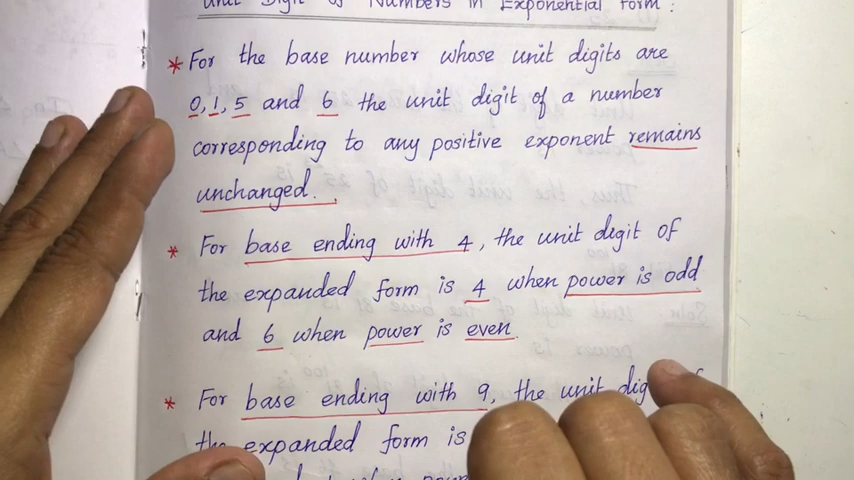 Unit Digit of Numbers in Exponential Form :
* For the base number whose unit digits are
0, 1, 5 and 6 the unit digit of a number
corresponding to any positive exponent remains
unchanged.
* For base ending with 4, the unit digit of
the expanded form is 4 when power is odd
and 6 when power is even.
* For base ending with 9, the unit
the expanded form is